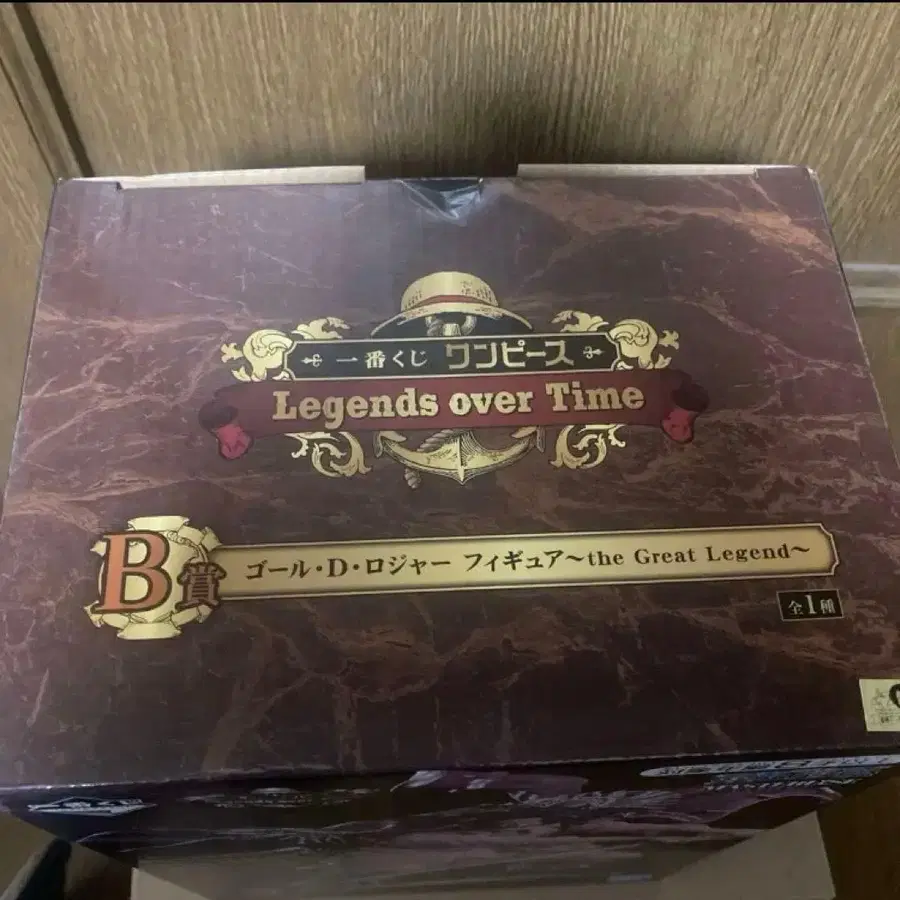 一番くじ ワンピース
Legends over Time
B賞
ゴール・D・ロジャー フィギュア〜the Great Legend〜
全1種